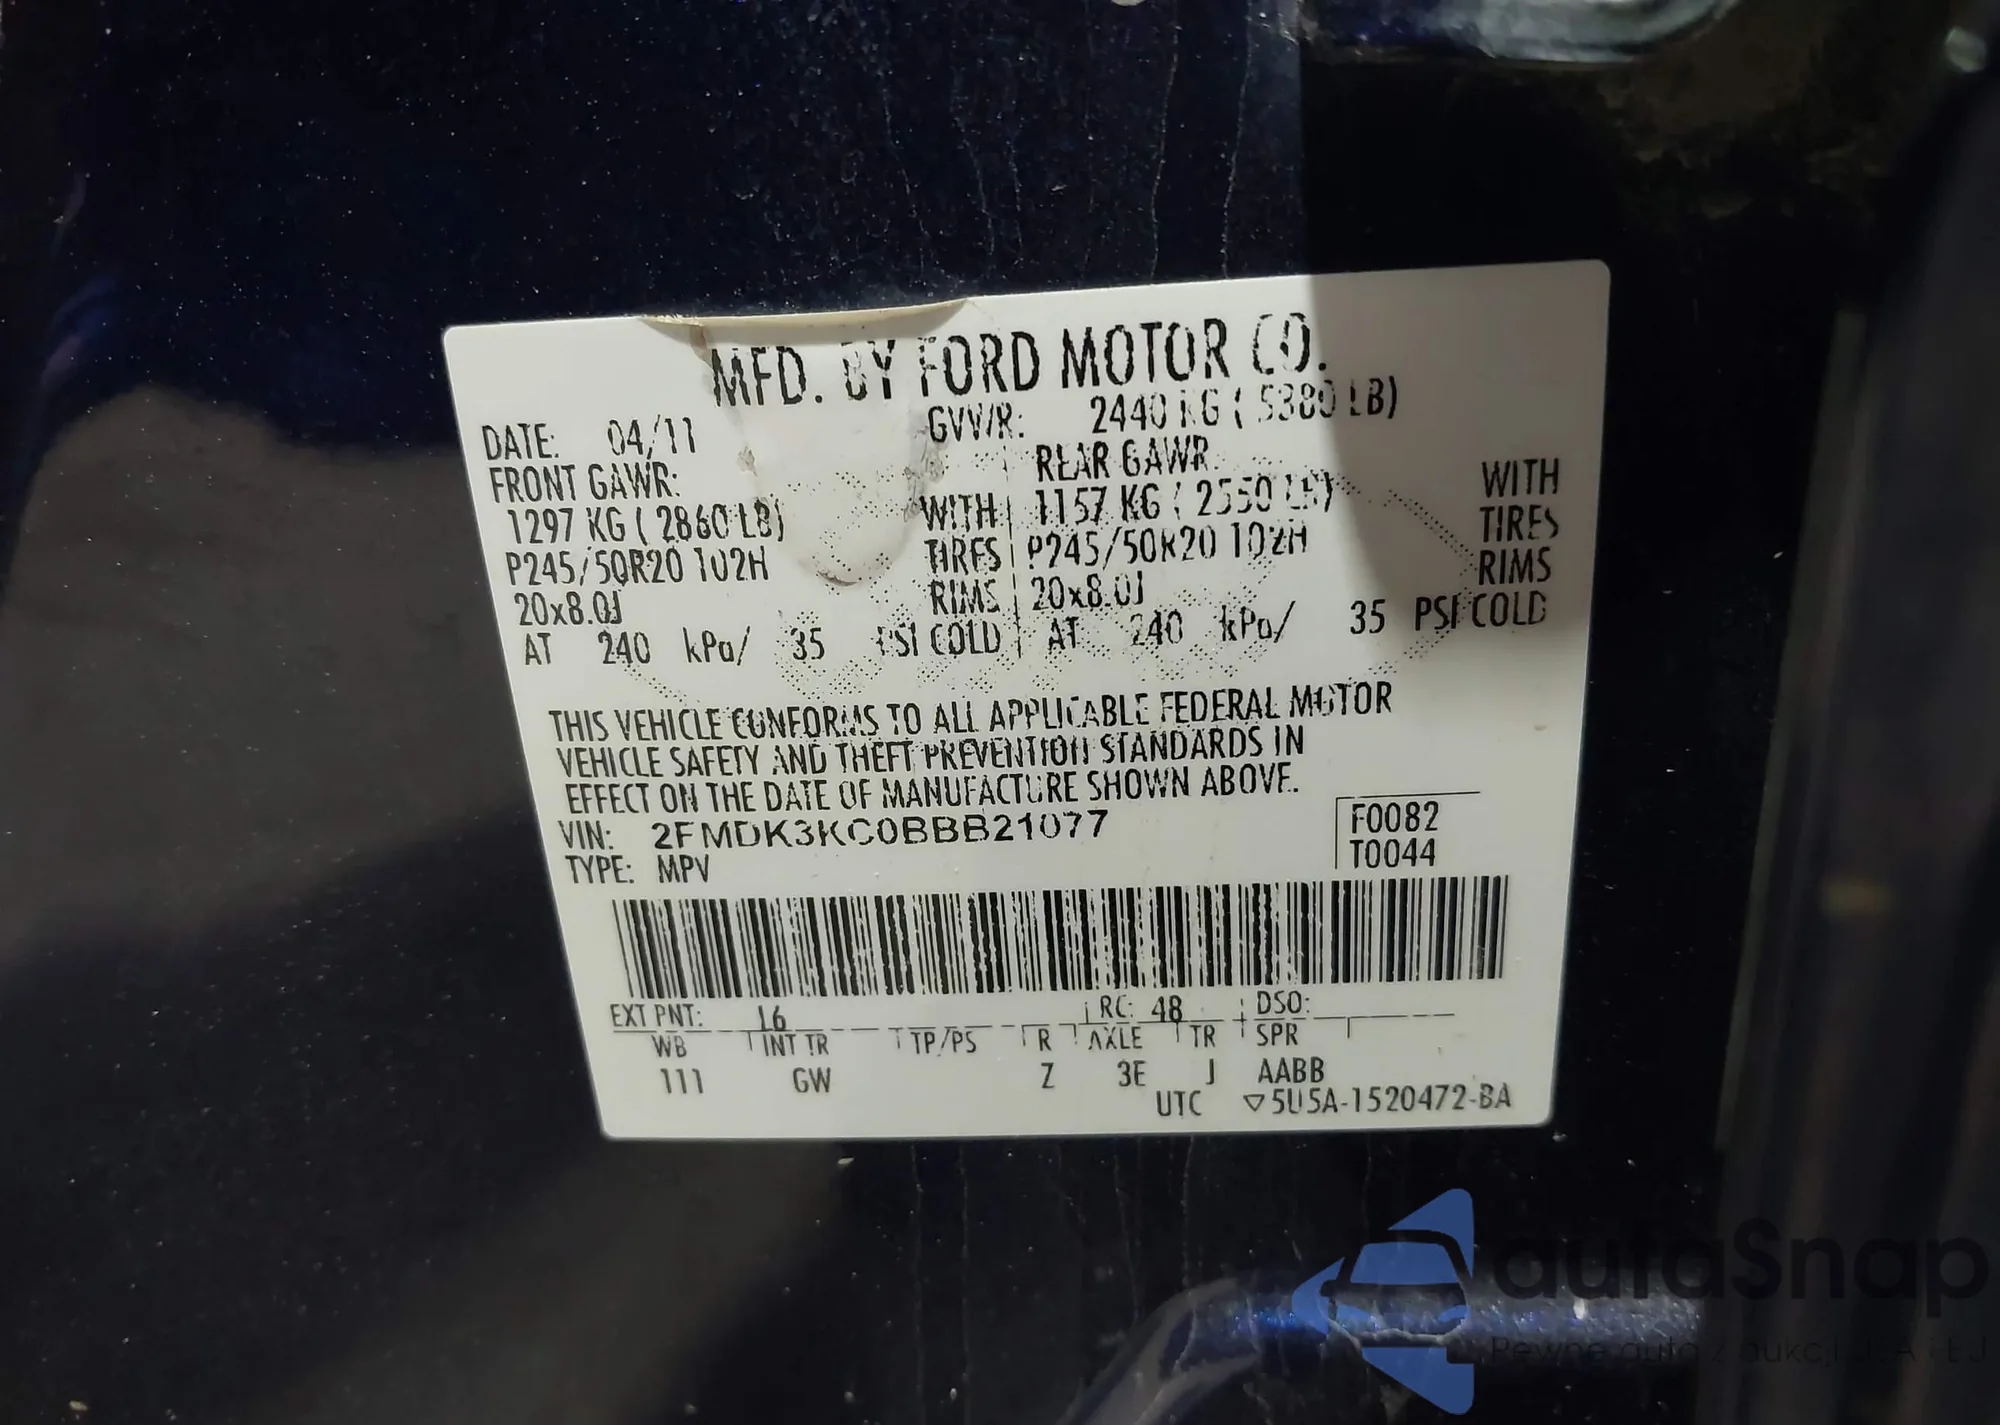 MFD. BY FORD MOTOR CO.
DATE: 04/11 GVWR: 2440 KG ( 5380 LB)
FRONT GAWR: REAR GAWR:
1297 KG ( 2860 LB) WITH 1157 KG ( 2550 LB) WITH
P245/50R20 102H TIRES P245/50R20 102H TIRES
20x8.0J RIMS 20x8.0J RIMS
AT 240 kPa/ 35 PSI COLD AT 240 kPa/ 35 PSI COLD
THIS VEHICLE CONFORMS TO ALL APPLICABLE FEDERAL MOTOR
VEHICLE SAFETY AND THEFT PREVENTION STANDARDS IN
EFFECT ON THE DATE OF MANUFACTURE SHOWN ABOVE.
VIN: 2FMDK3KC0BBB21077 F0082
TYPE: MPV T0044
EXT PNT: L6 RC: 48 DSO:
WB INT TR TP/PS R AXLE TR SPR
111 GW Z 3E J AABB
UTC ▽5U5A-1520472-BA
autaSnap
Pewne auta z aukcji